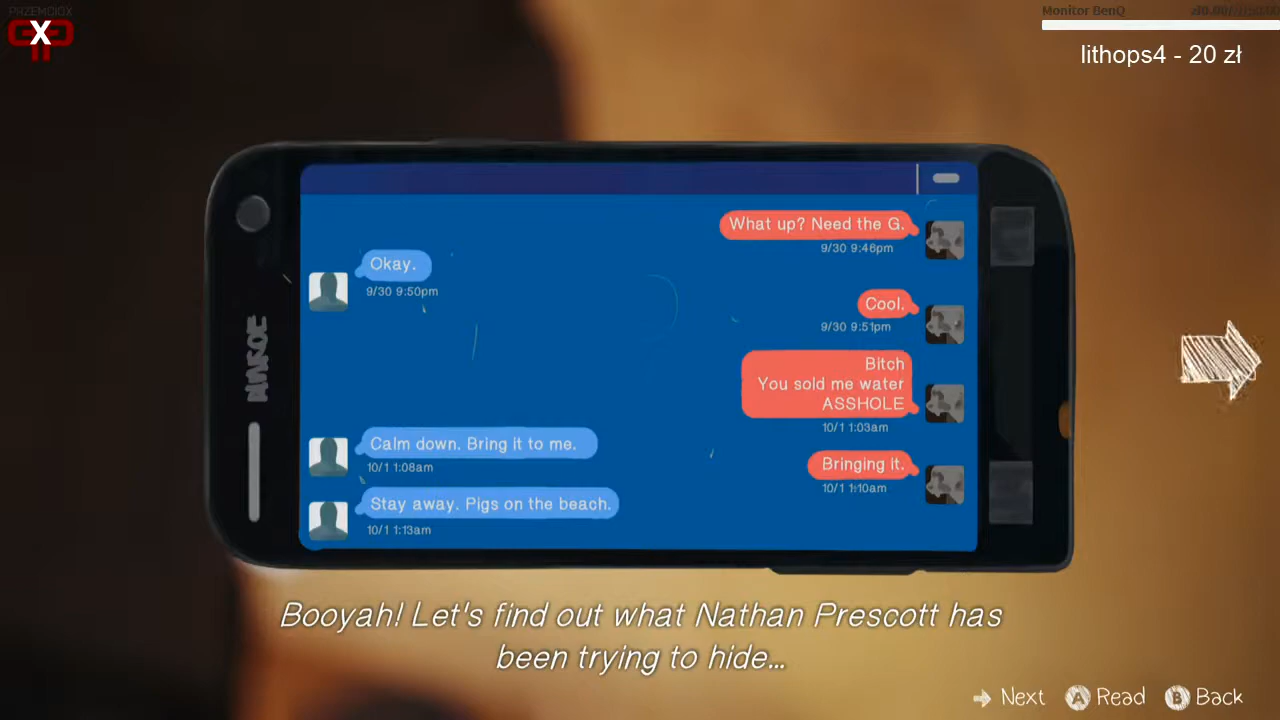 PRZEMCIOX
Monitor BenQ
lithops4 - 20 zł
What up? Need the G.
9/30 9:46pm
Okay.
9/30 9:50pm
Cool.
9/30 9:51pm
Bitch
You sold me water
ASSHOLE
10/1 1:03am
Calm down. Bring it to me.
10/1 1:08am
Bringing it.
10/1 1:10am
Stay away. Pigs on the beach.
10/1 1:13am
Booyah! Let's find out what Nathan Prescott has
been trying to hide...
Next A Read B Back